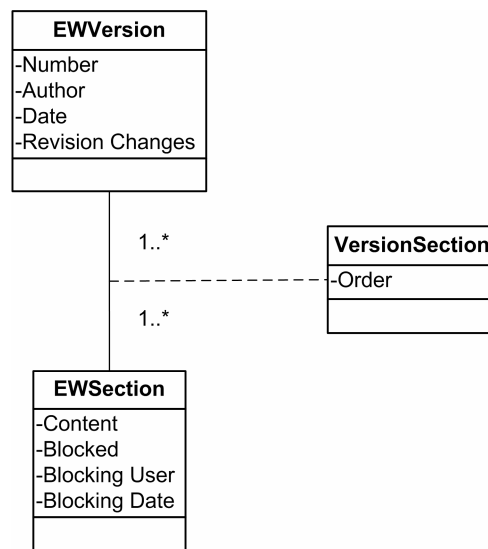 EWVersion
-Number
-Author
-Date
-Revision Changes
1..*
VersionSection
-Order
1..*
EWSection
-Content
-Blocked
-Blocking User
-Blocking Date